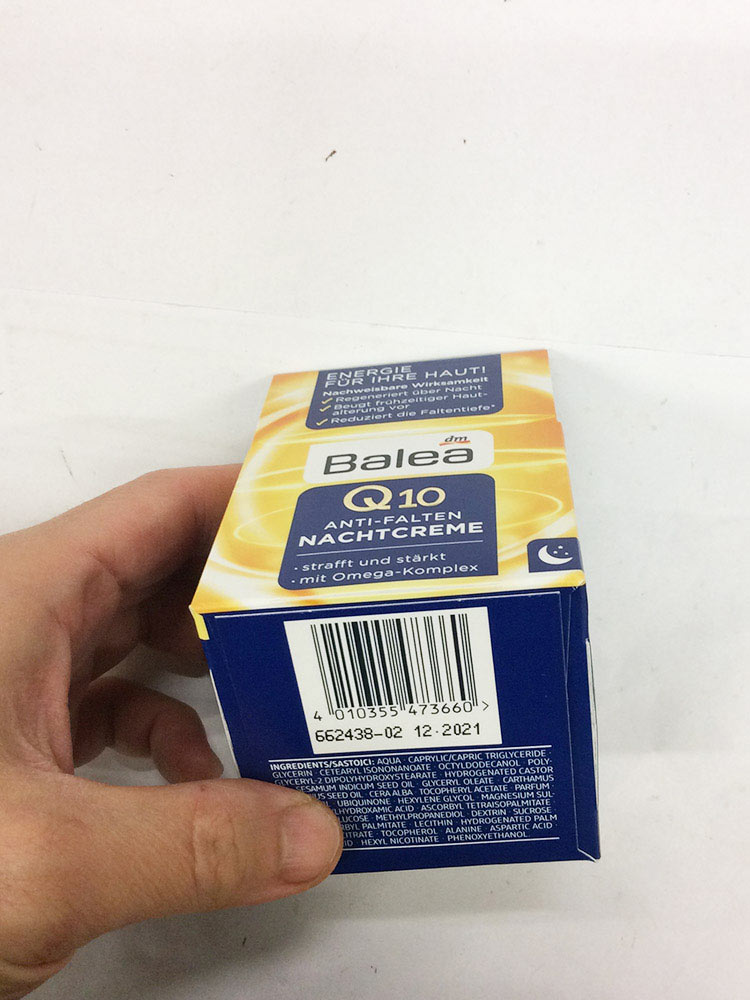 ENERGIE
FÜR IHRE HAUT!
Nachweisbare Wirksamkeit
✓ Regeneriert über Nacht
✓ Beugt frühzeitiger Haut-
alterung vor
✓ Reduziert die Faltentiefe*
dm
Balea
Q10
ANTI-FALTEN
NACHTCREME
· strafft und stärkt
· mit Omega-Komplex
4 010355 473660 >
662438-02 12·2021
INGREDIENTS/SASTOJCI: AQUA · CAPRYLIC/CAPRIC TRIGLYCERIDE ·
GLYCERIN · CETEARYL ISONONANOATE · OCTYLDODECANOL · POLY-
GLYCERYL-2 DIPOLYHYDROXYSTEARATE · HYDROGENATED CASTOR
SESAMUM INDICUM SEED OIL · GLYCERYL OLEATE · CARTHAMUS
SEED OIL · CERA ALBA · TOCOPHERYL ACETATE · PARFUM
UBIQUINONE · HEXYLENE GLYCOL · MAGNESIUM SUL-
ASCORBYL TETRAISOPALMITATE
METHYLPROPANEDIOL · DEXTRIN · SUCROSE
PALMITATE · LECITHIN · HYDROGENATED PALM
TOCOPHEROL · ALANINE · ASPARTIC ACID ·
HEXYL NICOTINATE · PHENOXYETHANOL.